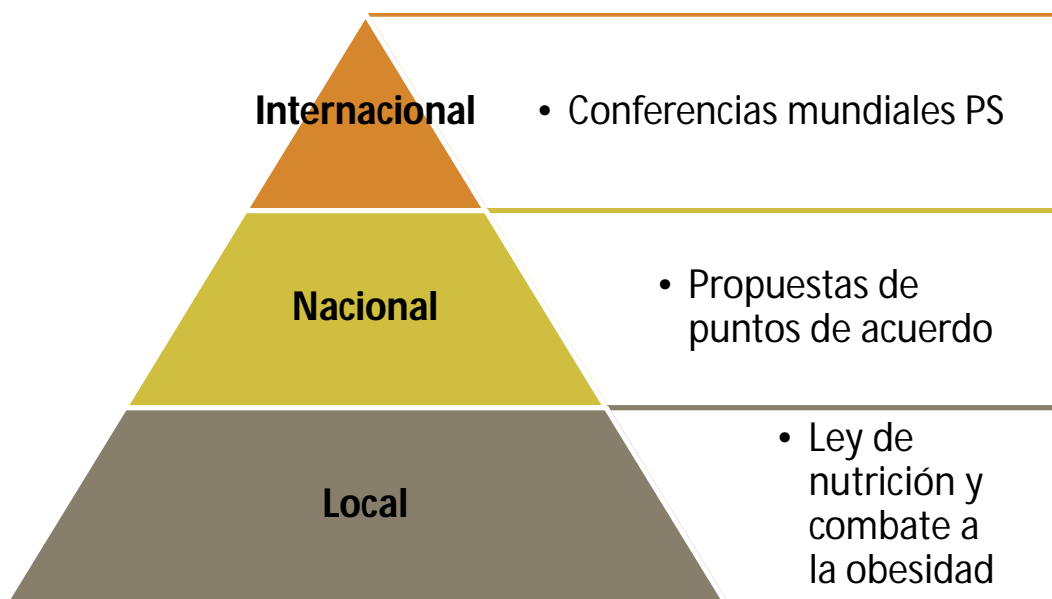 Internacional
• Conferencias mundiales PS
Nacional
• Propuestas de
puntos de acuerdo
Local
• Ley de
nutrición y
combate a
la obesidad